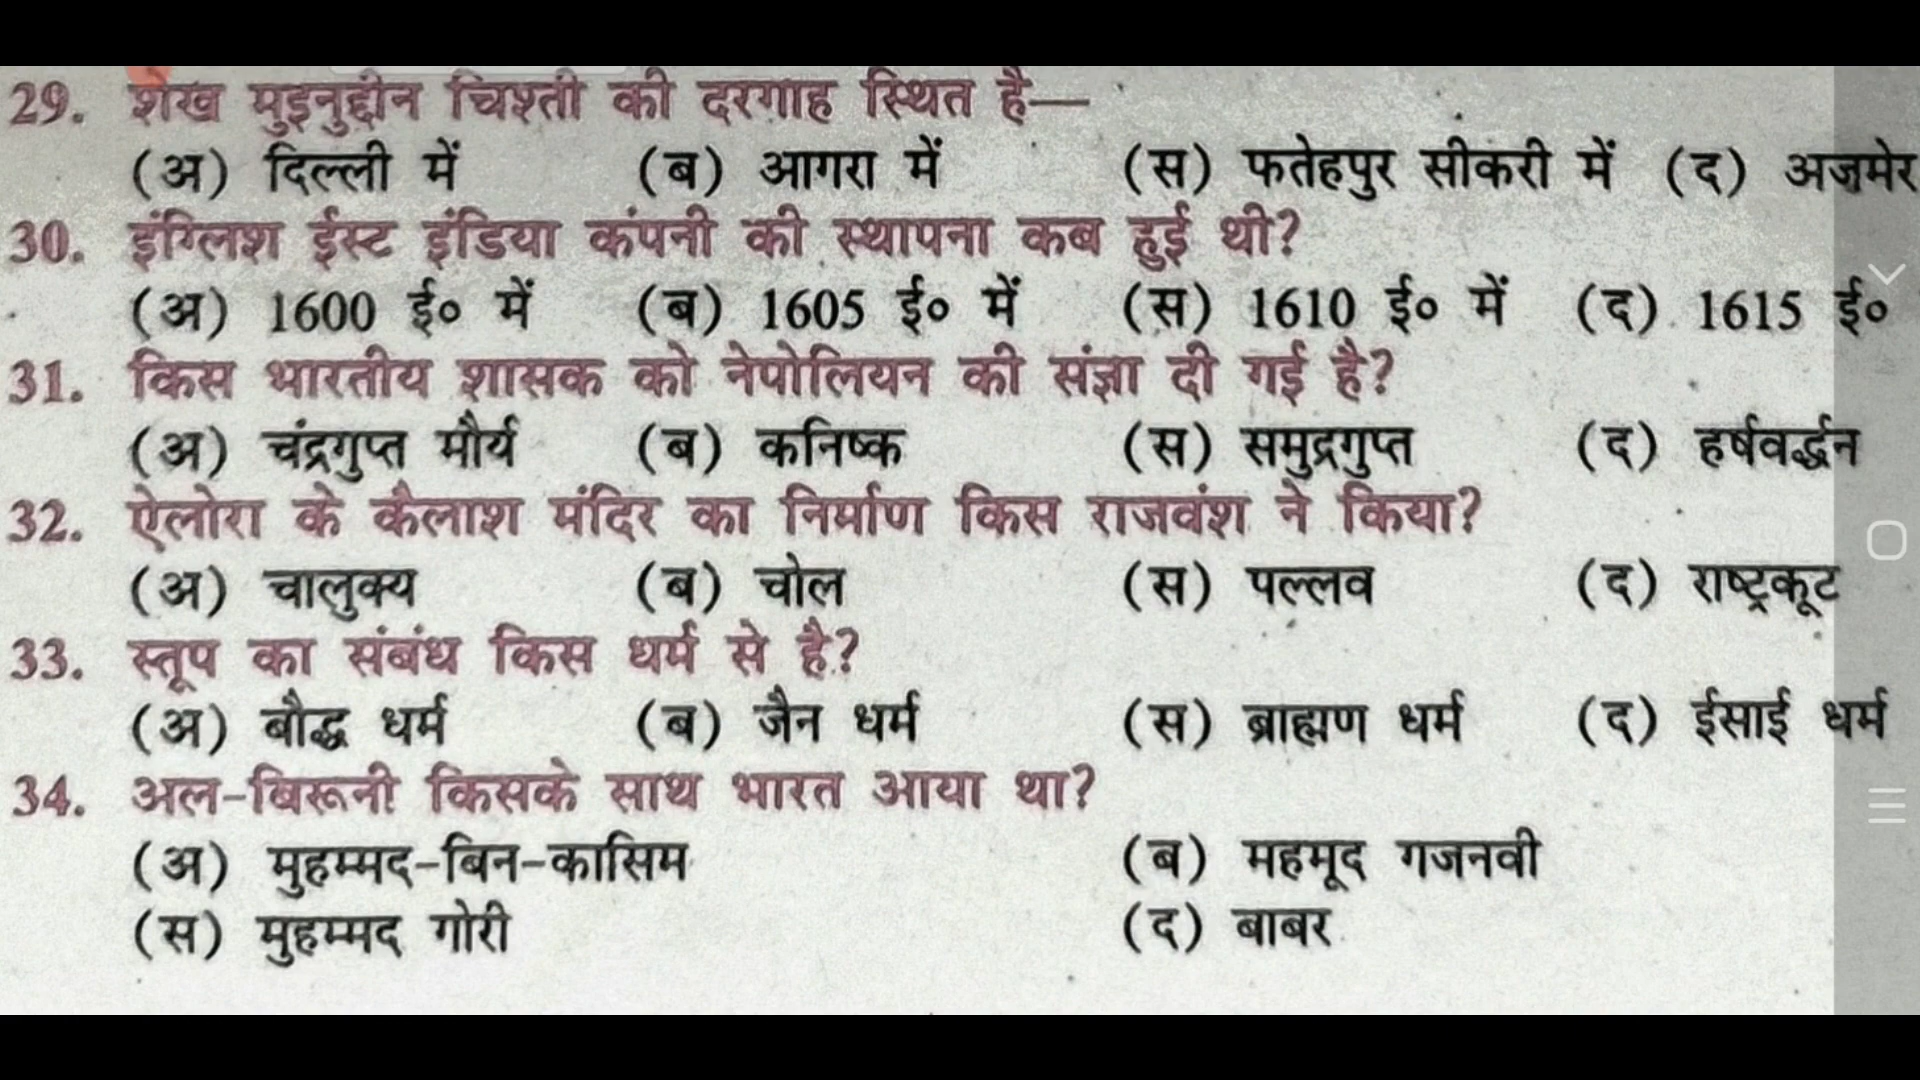 29. शेख मुइनुद्दीन चिश्ती की दरगाह स्थित है—
(अ) दिल्ली में (ब) आगरा में (स) फतेहपुर सीकरी में (द) अजमेर
30. इंग्लिश ईस्ट इंडिया कंपनी की स्थापना कब हुई थी?
(अ) 1600 ई० में (ब) 1605 ई० में (स) 1610 ई० में (द) 1615 ई०
31. किस भारतीय शासक को नेपोलियन की संज्ञा दी गई है?
(अ) चंद्रगुप्त मौर्य (ब) कनिष्क (स) समुद्रगुप्त (द) हर्षवर्द्धन
32. ऐलोरा के कैलाश मंदिर का निर्माण किस राजवंश ने किया?
(अ) चालुक्य (ब) चोल (स) पल्लव (द) राष्ट्रकूट
33. स्तूप का संबंध किस धर्म से है?
(अ) बौद्ध धर्म (ब) जैन धर्म (स) ब्राह्मण धर्म (द) ईसाई धर्म
34. अल-बिरूनी किसके साथ भारत आया था?
(अ) मुहम्मद-बिन-कासिम (ब) महमूद गजनवी
(स) मुहम्मद गोरी (द) बाबर